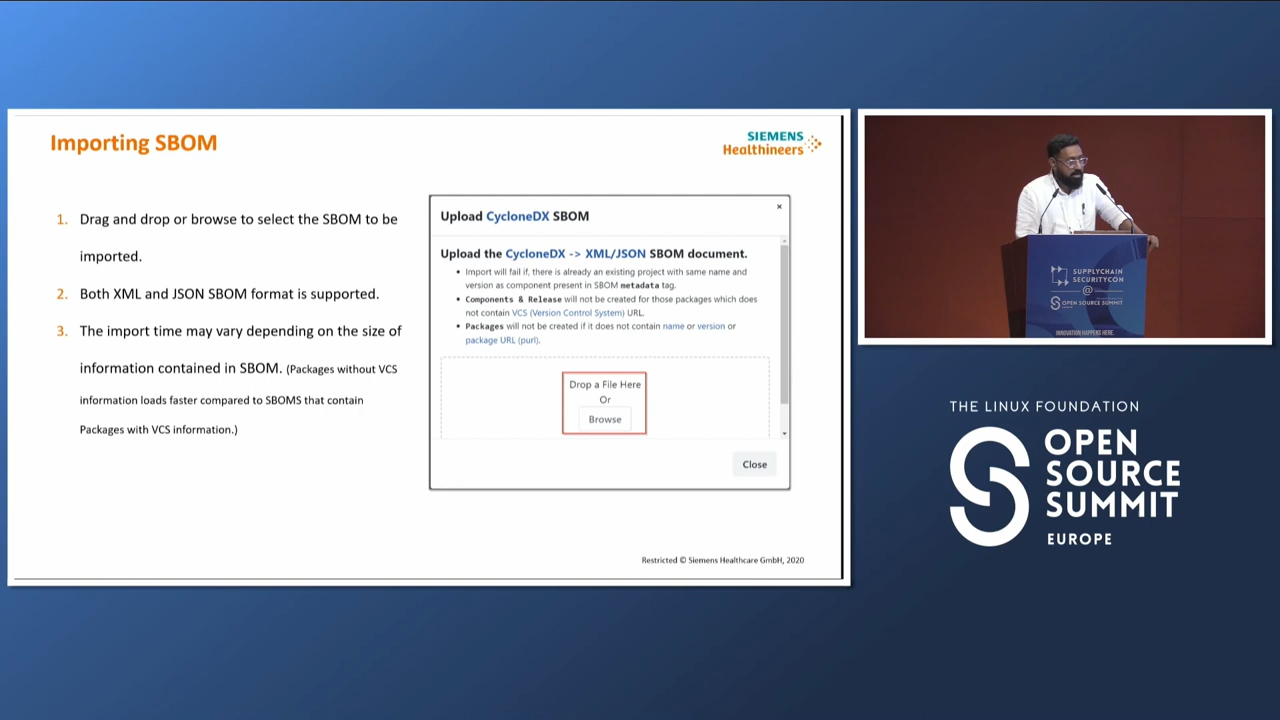 Importing SBOM
SIEMENS
Healthineers
1. Drag and drop or browse to select the SBOM to be
imported.
2. Both XML and JSON SBOM format is supported.
3. The import time may vary depending on the size of
information contained in SBOM. (Packages without VCS
information loads faster compared to SBOMS that contain
Packages with VCS information.)
Upload CycloneDX SBOM
×
Upload the CycloneDX -> XML/JSON SBOM document.
• Import will fail if, there is already an existing project with same name and
version as component present in SBOM metadata tag.
• Components & Release will not be created for those packages which does
not contain VCS (Version Control System) URL.
• Packages will not be created if it does not contain name or version or
package URL (purl).
Drop a File Here
Or
Browse
Close
Restricted © Siemens Healthcare GmbH, 2020
SUPPLYCHAIN
SECURITYCON
@
OPEN SOURCE SUMMIT
EUROPE
INNOVATION HAPPENS HERE.
THE LINUX FOUNDATION
OPEN
SOURCE
SUMMIT
EUROPE